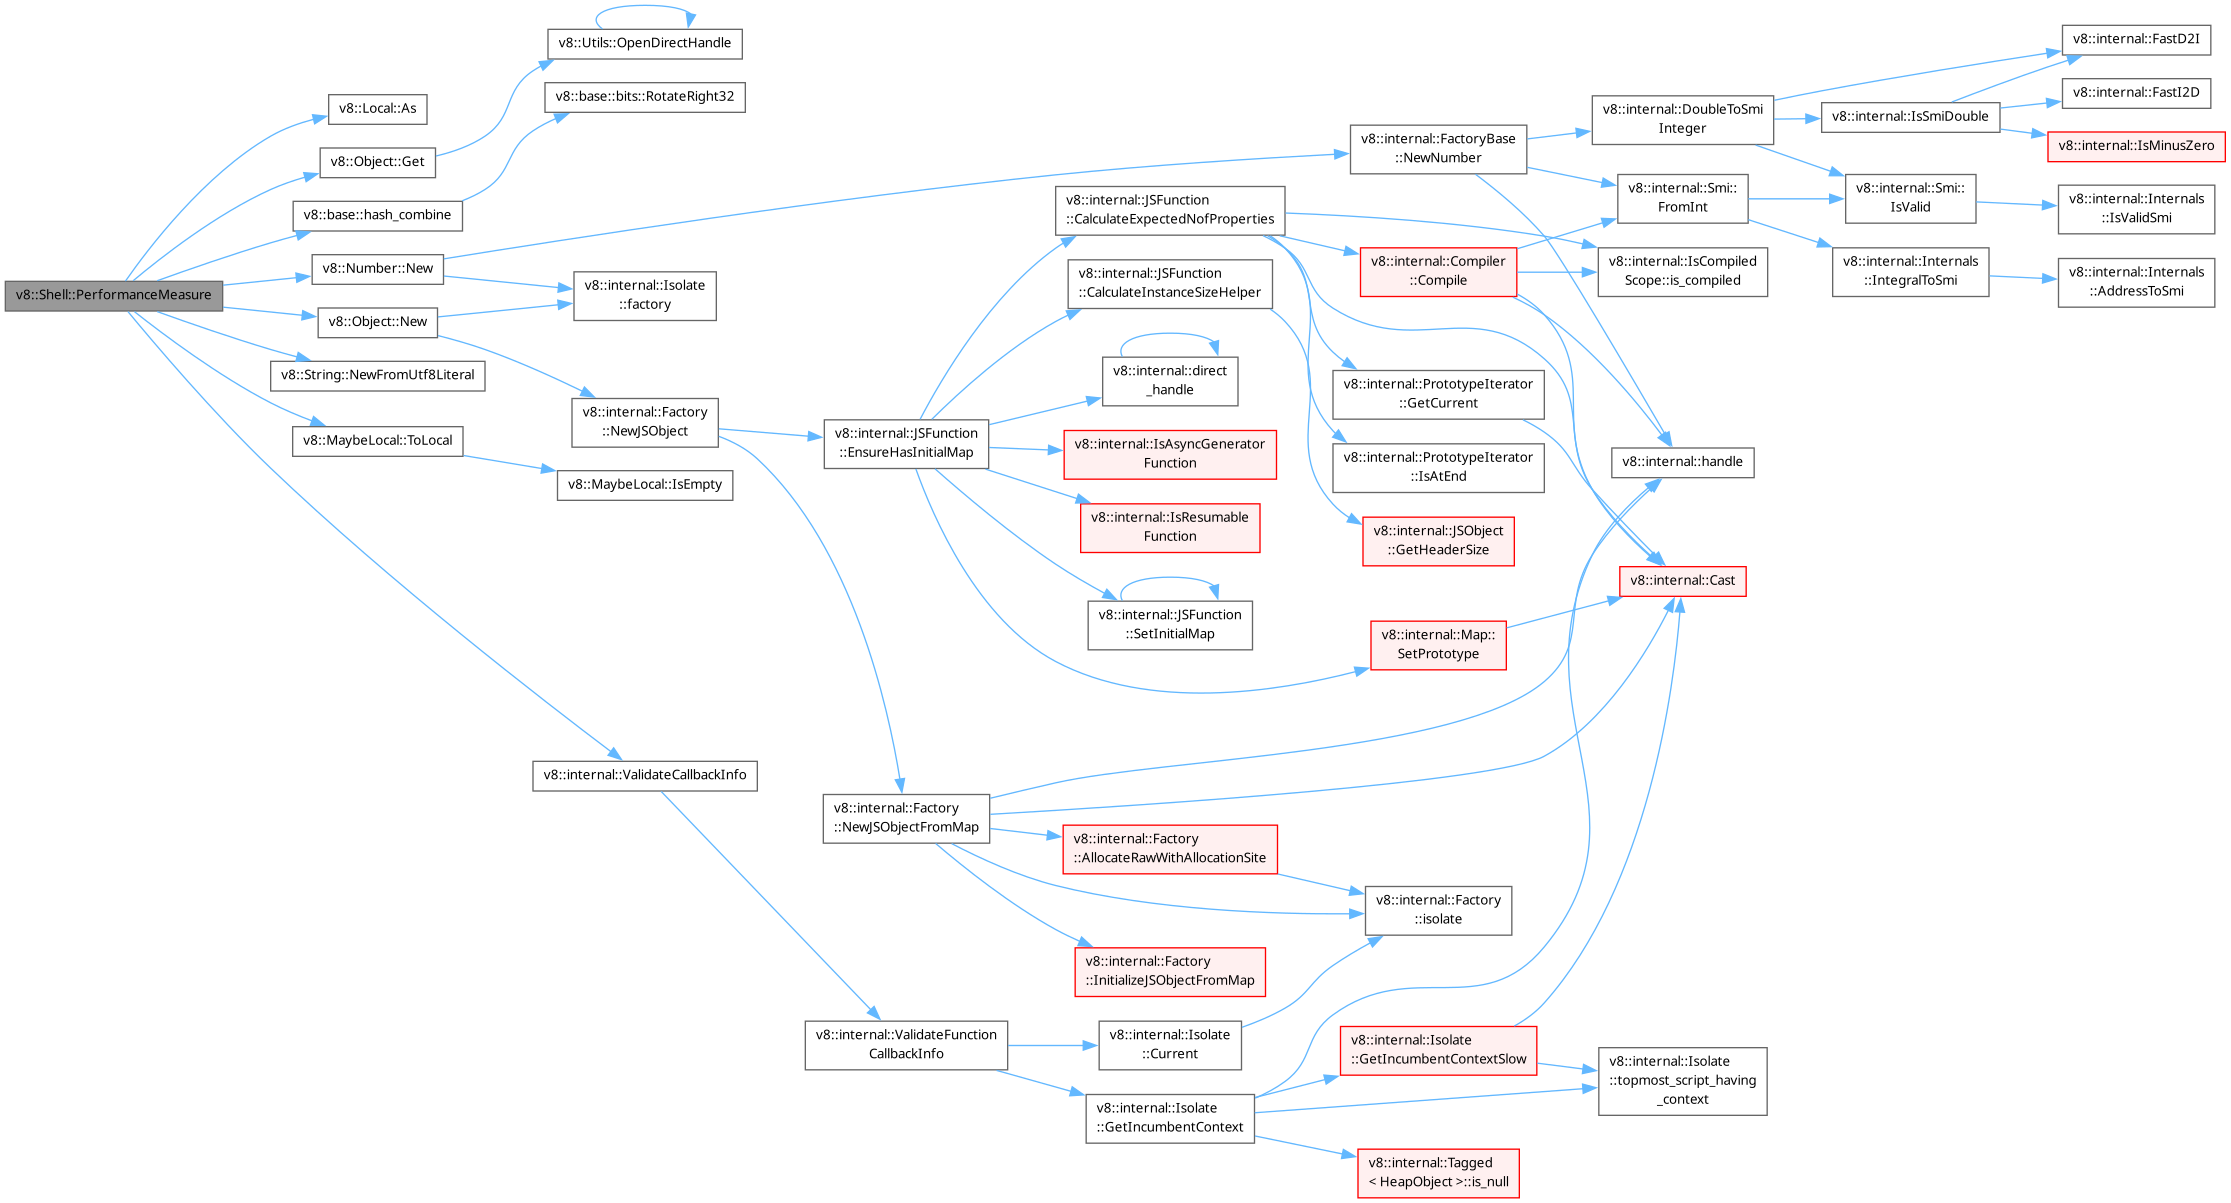 v8::Shell::PerformanceMeasure
v8::Local::As
v8::Object::Get
v8::base::hash_combine
v8::Number::New
v8::Object::New
v8::String::NewFromUtf8Literal
v8::MaybeLocal::ToLocal
v8::Utils::OpenDirectHandle
v8::base::bits::RotateRight32
v8::internal::Isolate
::factory
v8::internal::Factory
::NewJSObject
v8::MaybeLocal::IsEmpty
v8::internal::ValidateCallbackInfo
v8::internal::JSFunction
::EnsureHasInitialMap
v8::internal::Factory
::NewJSObjectFromMap
v8::internal::ValidateFunction
CallbackInfo
v8::internal::JSFunction
::CalculateExpectedNofProperties
v8::internal::JSFunction
::CalculateInstanceSizeHelper
v8::internal::direct
_handle
v8::internal::IsAsyncGenerator
Function
v8::internal::IsResumable
Function
v8::internal::JSFunction
::SetInitialMap
v8::internal::Factory
::AllocateRawWithAllocationSite
v8::internal::Factory
::InitializeJSObjectFromMap
v8::internal::Isolate
::Current
v8::internal::Isolate
::GetIncumbentContext
v8::internal::FactoryBase
::NewNumber
v8::internal::Compiler
::Compile
v8::internal::PrototypeIterator
::GetCurrent
v8::internal::PrototypeIterator
::IsAtEnd
v8::internal::JSObject
::GetHeaderSize
v8::internal::Map::
SetPrototype
v8::internal::Factory
::isolate
v8::internal::Isolate
::GetIncumbentContextSlow
v8::internal::Tagged
< HeapObject >::is_null
v8::internal::DoubleToSmi
Integer
v8::internal::Smi::
FromInt
v8::internal::IsCompiled
Scope::is_compiled
v8::internal::handle
v8::internal::Cast
v8::internal::Isolate
::topmost_script_having
_context
v8::internal::IsSmiDouble
v8::internal::Smi::
IsValid
v8::internal::Internals
::IntegralToSmi
v8::internal::FastD2I
v8::internal::FastI2D
v8::internal::IsMinusZero
v8::internal::Internals
::IsValidSmi
v8::internal::Internals
::AddressToSmi